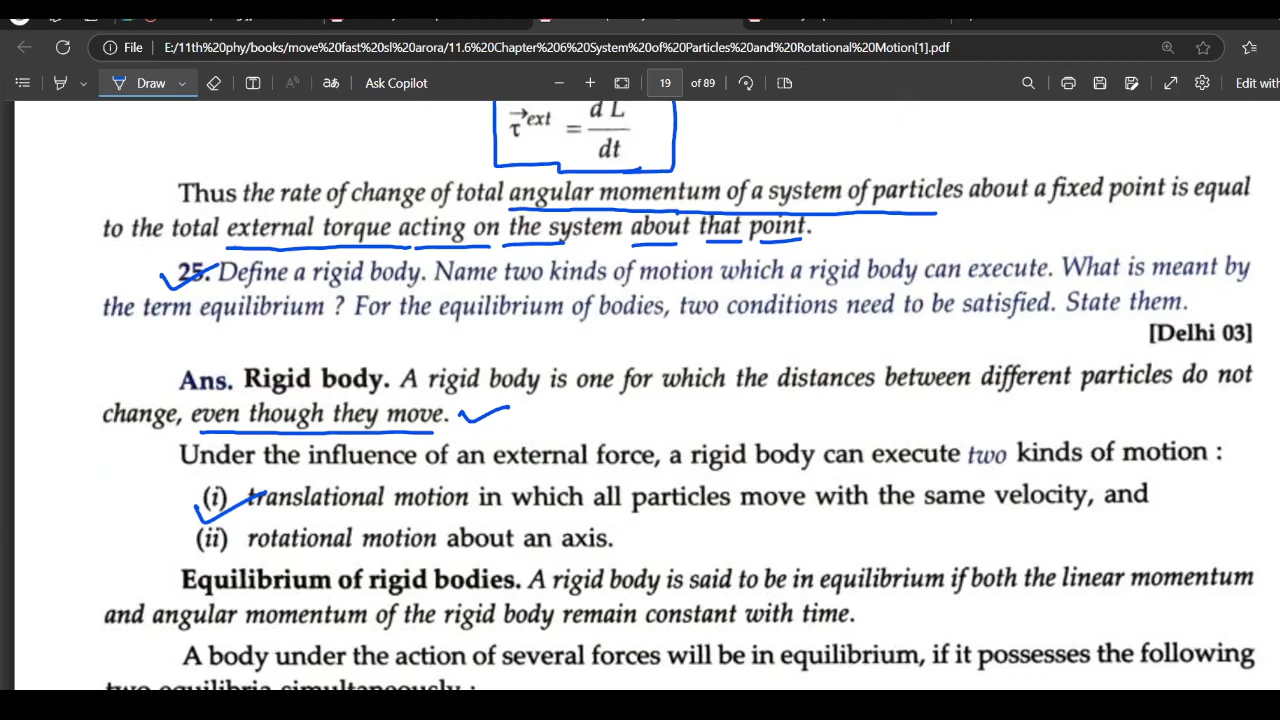 File
E:/11th%20phy/books/move%20fast%20sl%20arora/11.6%20Chapter%206%20System%20of%20Particles%20and%20Rotational%20Motion[1].pdf
Draw
Ask Copilot
19 of 89
Edit with
τ⃗ext = d L / dt
Thus the rate of change of total angular momentum of a system of particles about a fixed point is equal
to the total external torque acting on the system about that point.
25. Define a rigid body. Name two kinds of motion which a rigid body can execute. What is meant by
the term equilibrium ? For the equilibrium of bodies, two conditions need to be satisfied. State them.
[Delhi 03]
Ans. Rigid body. A rigid body is one for which the distances between different particles do not
change, even though they move.
Under the influence of an external force, a rigid body can execute two kinds of motion :
(i) translational motion in which all particles move with the same velocity, and
(ii) rotational motion about an axis.
Equilibrium of rigid bodies. A rigid body is said to be in equilibrium if both the linear momentum
and angular momentum of the rigid body remain constant with time.
A body under the action of several forces will be in equilibrium, if it possesses the following
two equilibria simultaneously :